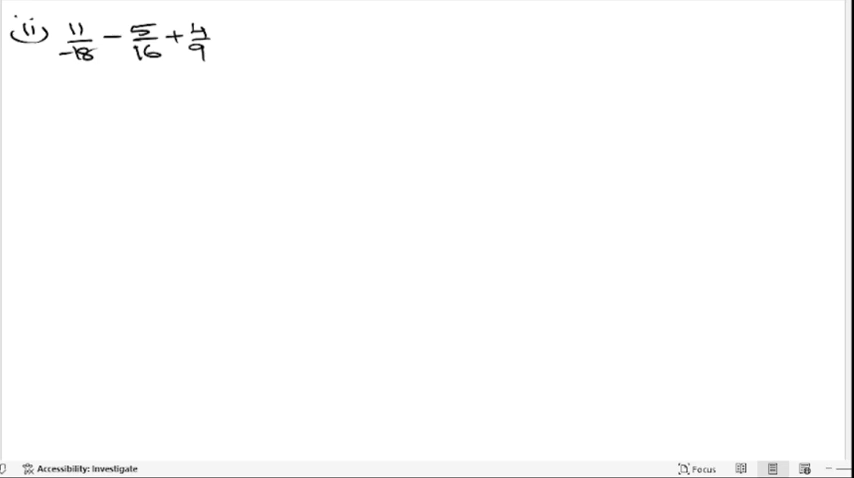 (ii) 11/-18 - 5/16 + 4/9
Accessibility: Investigate Focus